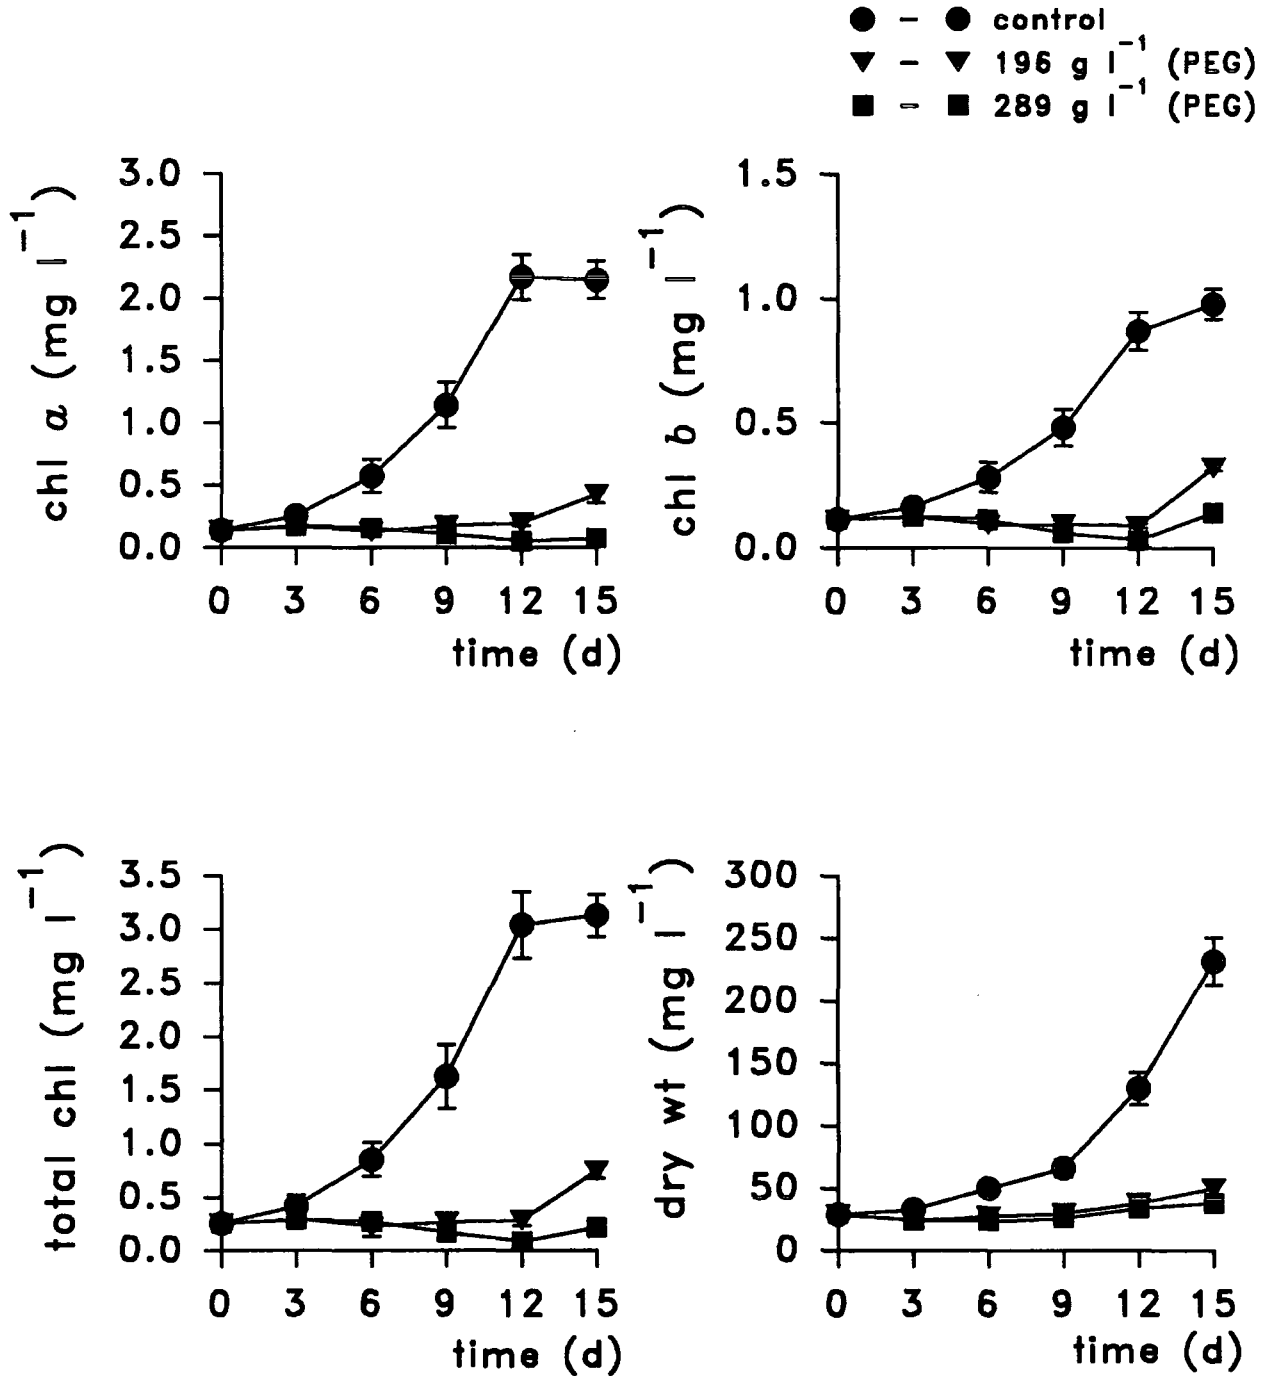 control
196 g l⁻¹ (PEG)
289 g l⁻¹ (PEG)
chl a (mg l⁻¹)
3.0
2.5
2.0
1.5
1.0
0.5
0.0
0 3 6 9 12 15
time (d)
chl b (mg l⁻¹)
1.5
1.0
0.5
0.0
0 3 6 9 12 15
time (d)
total chl (mg l⁻¹)
3.5
3.0
2.5
2.0
1.5
1.0
0.5
0.0
0 3 6 9 12 15
time (d)
dry wt (mg l⁻¹)
300
250
200
150
100
50
0
0 3 6 9 12 15
time (d)